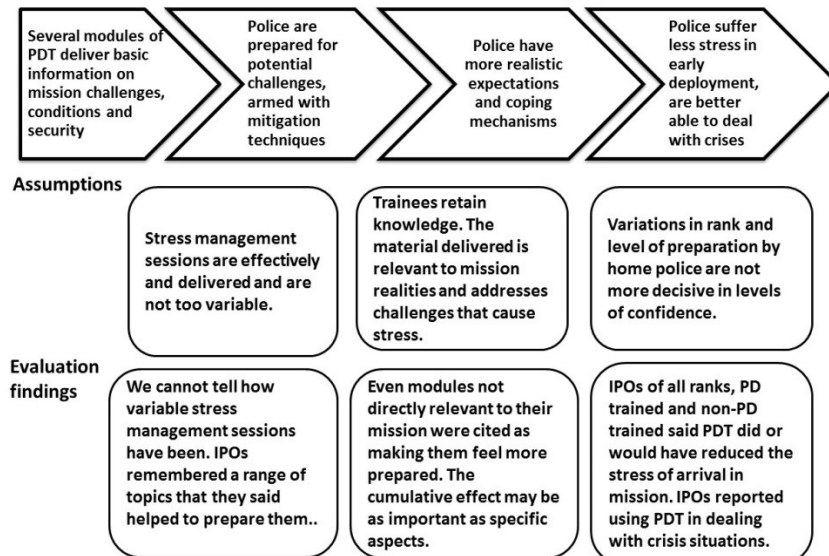 Several modules of
PDT deliver basic
information on
mission challenges,
conditions and
security
Police are
prepared for
potential
challenges,
armed with
mitigation
techniques
Police have
more realistic
expectations
and coping
mechanisms
Police suffer
less stress in
early
deployment,
are better
able to deal
with crises
Assumptions
Stress management
sessions are effectively
and delivered and are
not too variable.
Trainees retain
knowledge. The
material delivered is
relevant to mission
realities and addresses
challenges that cause
stress.
Variations in rank and
level of preparation by
home police are not
more decisive in levels
of confidence.
Evaluation
findings
We cannot tell how
variable stress
management sessions
have been. IPOs
remembered a range of
topics that they said
helped to prepare them..
Even modules not
directly relevant to their
mission were cited as
making them feel more
prepared. The
cumulative effect may be
as important as specific
aspects.
IPOs of all ranks, PD
trained and non-PD
trained said PDT did or
would have reduced the
stress of arrival in
mission. IPOs reported
using PDT in dealing
with crisis situations.